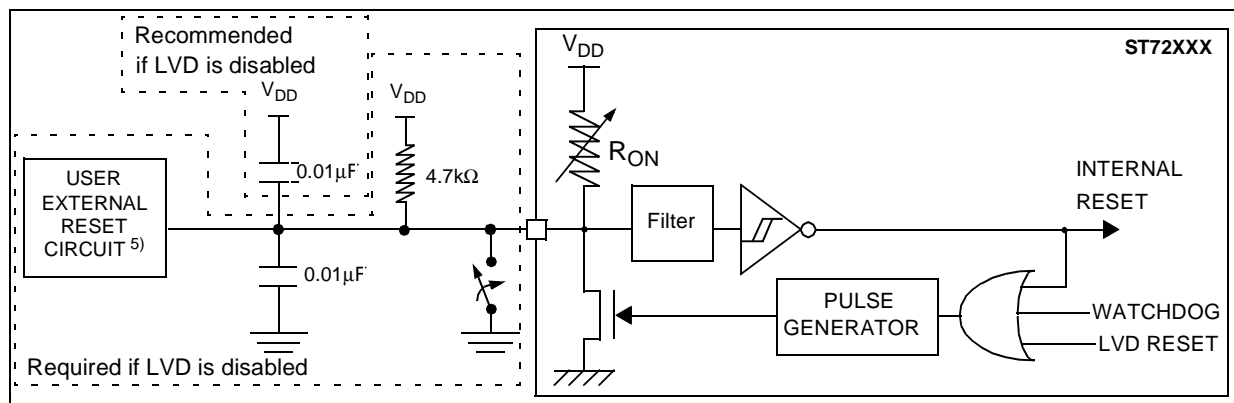 Recommended
if LVD is disabled
VDD
0.01µF
VDD
4.7kΩ
USER
EXTERNAL
RESET
CIRCUIT 5)
0.01µF
Required if LVD is disabled
ST72XXX
VDD
RON
Filter
INTERNAL
RESET
PULSE
GENERATOR
WATCHDOG
LVD RESET